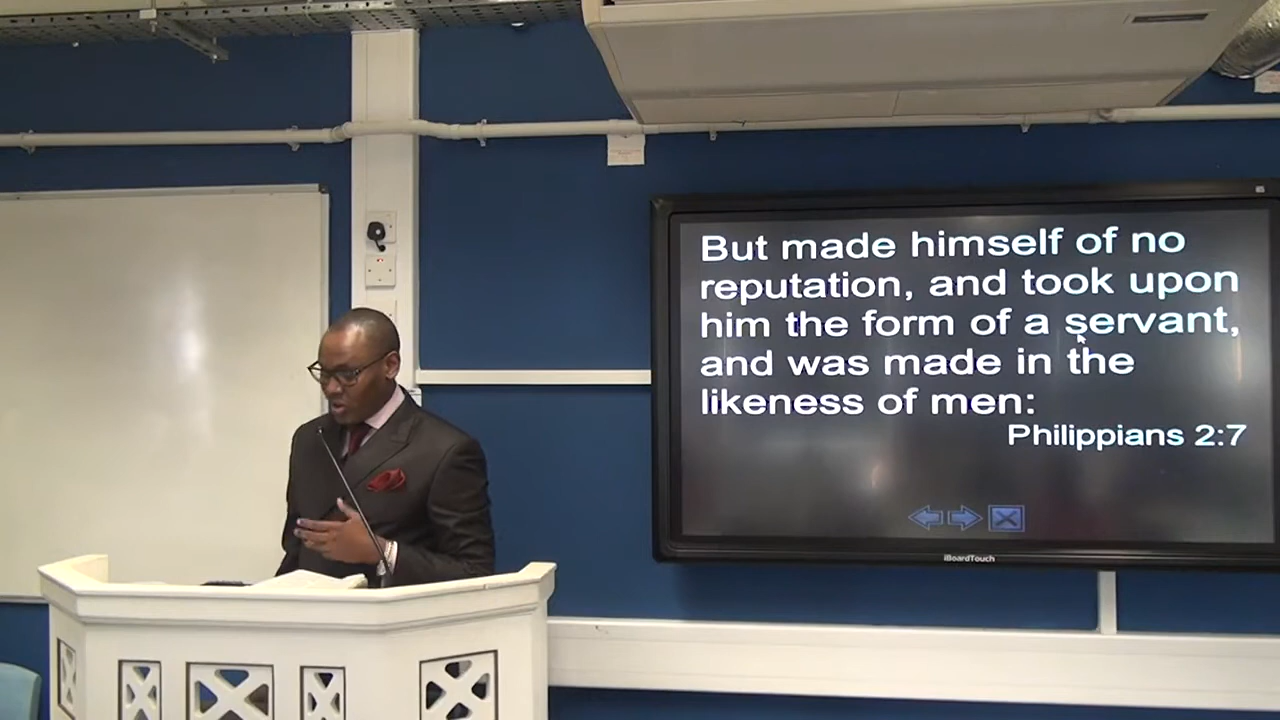 But made himself of no
reputation, and took upon
him the form of a servant,
and was made in the
likeness of men:
Philippians 2:7
iBoardTouch